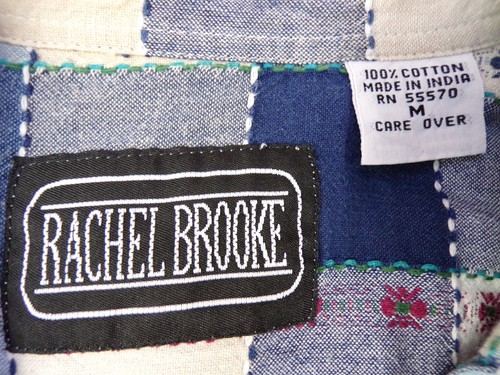 100% COTTON
MADE IN INDIA
RN 55570
M
CARE OVER
RACHEL BROOKE